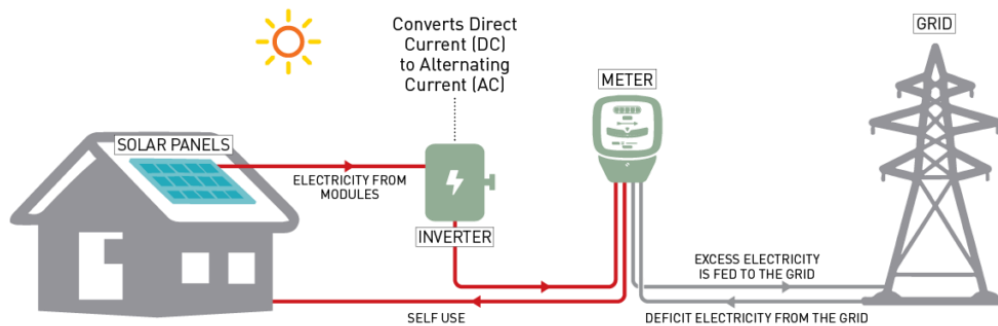 Converts Direct
Current (DC)
to Alternating
Current (AC)
GRID
METER
SOLAR PANELS
ELECTRICITY FROM
MODULES
INVERTER
EXCESS ELECTRICITY
IS FED TO THE GRID
SELF USE
DEFICIT ELECTRICITY FROM THE GRID